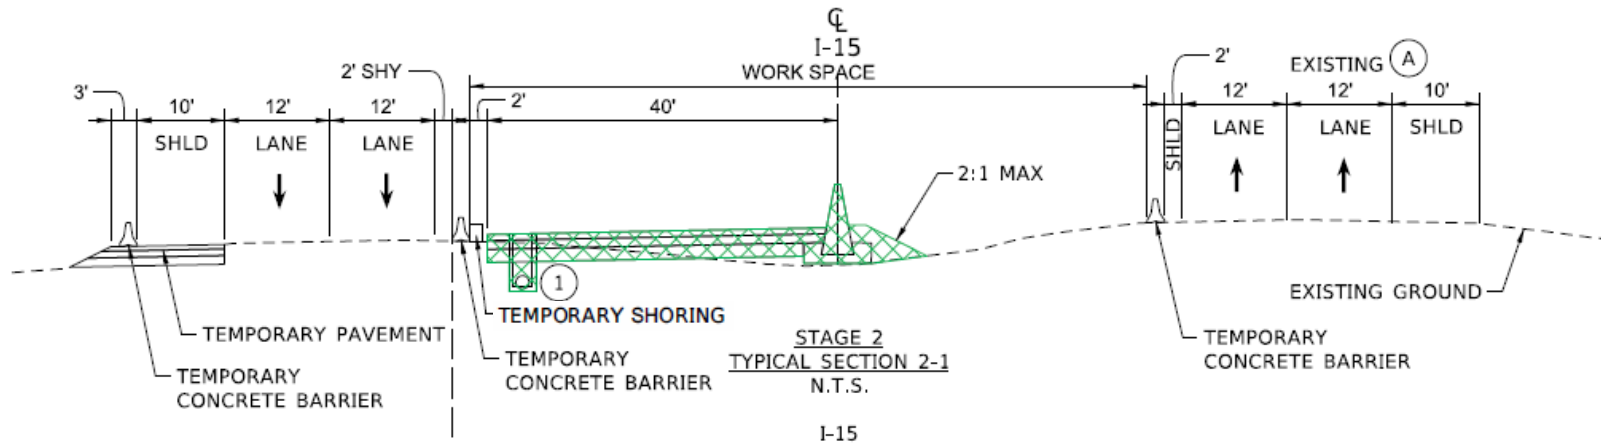 ℄
I-15
WORK SPACE
2' SHY
3'
10'
12'
12'
2'
40'
2'
EXISTING A
12'
12'
10'
SHLD
LANE
LANE
SHLD
LANE
LANE
SHLD
2:1 MAX
1
TEMPORARY SHORING
TEMPORARY PAVEMENT
TEMPORARY
CONCRETE BARRIER
TEMPORARY
CONCRETE BARRIER
EXISTING GROUND
TEMPORARY
CONCRETE BARRIER
STAGE 2
TYPICAL SECTION 2-1
N.T.S.
I-15